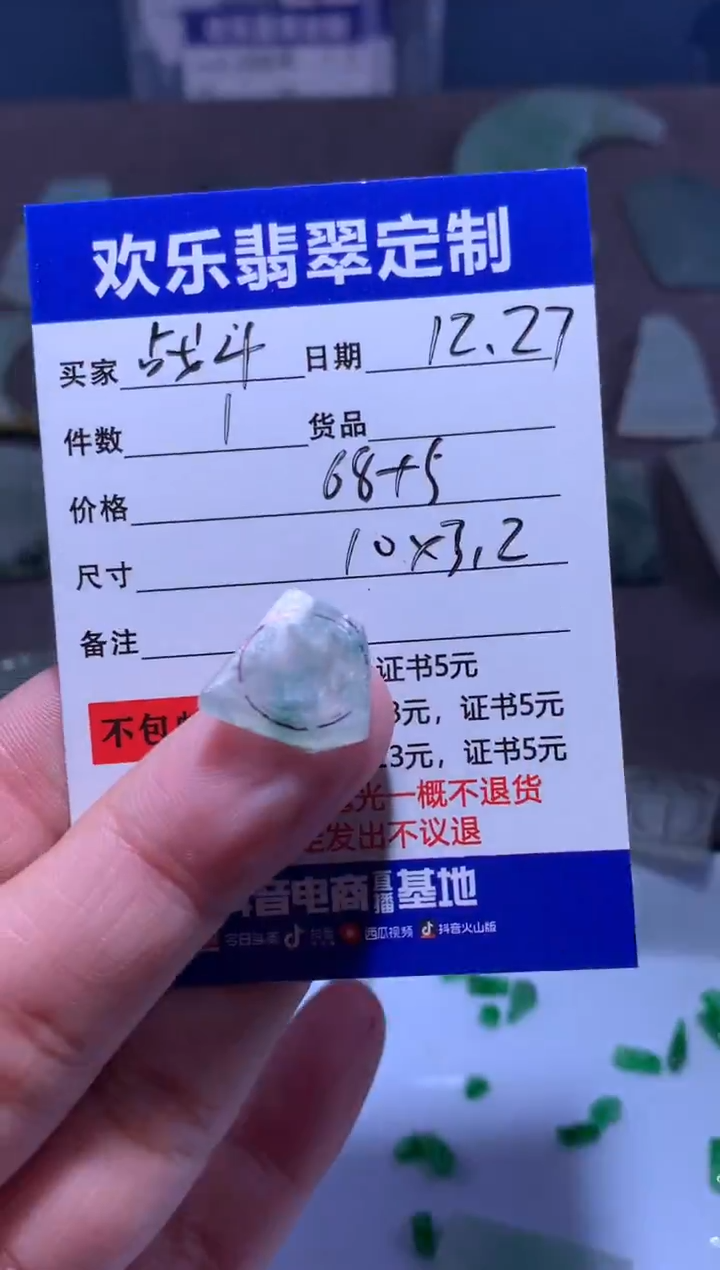 欢乐翡翠定制
买家 战斗 日期 12.27
件数 1 货品
价格 68+5
尺寸 10×3.2
备注
证书5元
不包 3元，证书5元
23元，证书5元
光一概不退货
发出不议退
音电商直播基地
今日头条 抖音 西瓜视频 抖音火山版